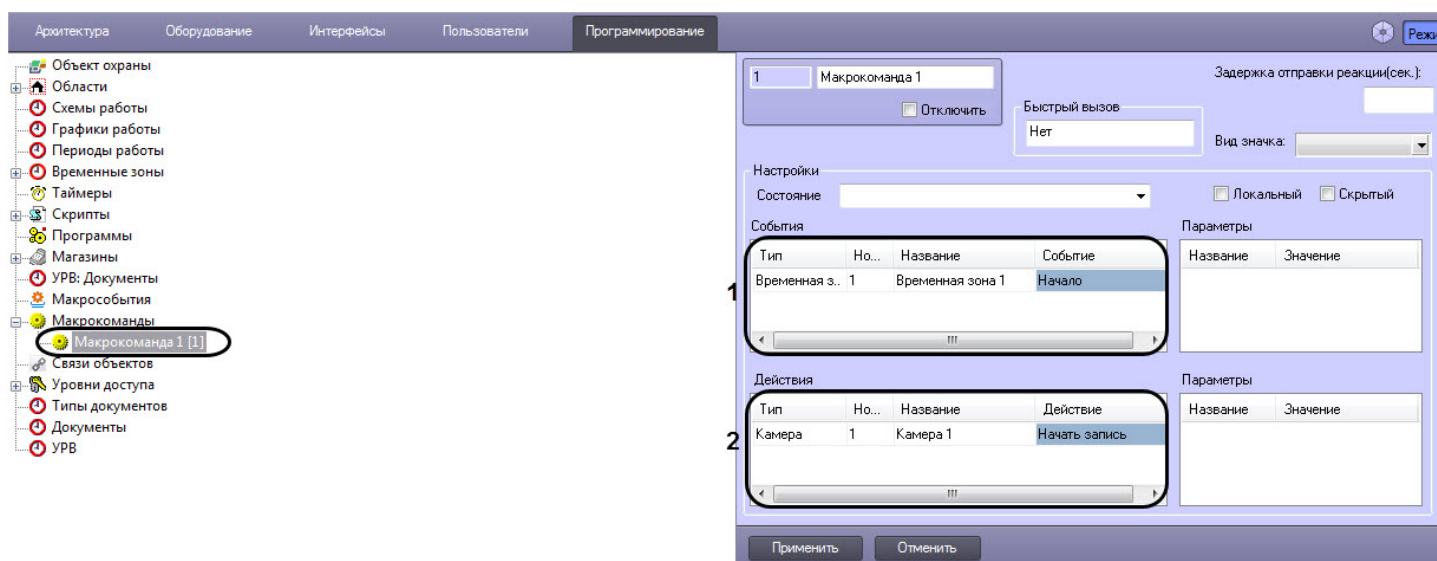 Архитектура Оборудование Интерфейсы Пользователи Программирование Режи
Объект охраны
Области
Схемы работы
Графики работы
Периоды работы
Временные зоны
Таймеры
Скрипты
Программы
Магазины
УРВ: Документы
Макрособытия
Макрокоманды
Макрокоманда 1 [1]
Связи объектов
Уровни доступа
Типы документов
Документы
УРВ
1 Макрокоманда 1
Отключить
Быстрый вызов
Нет
Задержка отправки реакции(сек.):
Вид значка:
Настройки
Состояние
Локальный Скрытый
События
Тип Но... Название Событие
1
Временная з.. 1 Временная зона 1 Начало
Параметры
Название Значение
Действия
Тип Но... Название Действие
2
Камера 1 Камера 1 Начать запись
Параметры
Название Значение
Применить Отменить